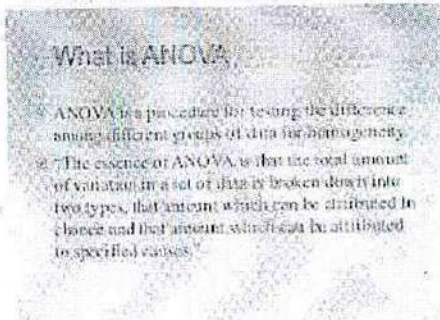 What is ANOVA
ANOVA is a procedure for testing the difference
among different groups of data for homogeneity
"The essence of ANOVA is that the total amount
of variation in a set of data is broken down into
two types, that amount which can be attributed to
chance and that amount which can be attributed
to specified causes."